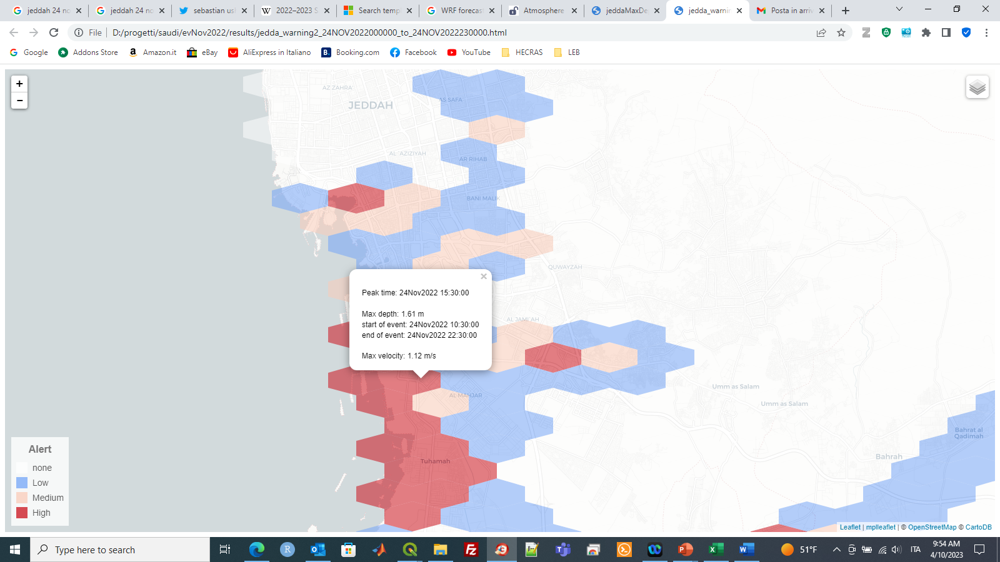 jeddah 24 no
jeddah 24 no
sebastian us
2022–2023 S
Search temp
WRF forecas
Atmosphere
jeddaMaxDe
jedda_warnin
Posta in arriv
File
D:/progetti/saudi/evNov2022/results/jedda_warning2_24NOV2022000000_to_24NOV2022230000.html
Google
Addons Store
Amazon.it
eBay
AliExpress in Italiano
Booking.com
Facebook
YouTube
HECRAS
LEB
+
−
AZ ZAHRA'
JEDDAH
AS SAFA
AL AZIZIYAH
AR RIHAB
BANI MALIK
QUWAYZAH
Peak time: 24Nov2022 15:30:00
Max depth: 1.61 m
start of event: 24Nov2022 10:30:00
end of event: 24Nov2022 22:30:00
Max velocity: 1.12 m/s
AL JAMI'AH
AL MAHJAR
Umm as Salam
Umm as Salam
Bahrat al
Qadimah
Bahrah
Tuhamah
Alert
none
Low
Medium
High
Leaflet | mplleaflet | © OpenStreetMap © CartoDB
Type here to search
51°F
ITA
9:54 AM
4/10/2023